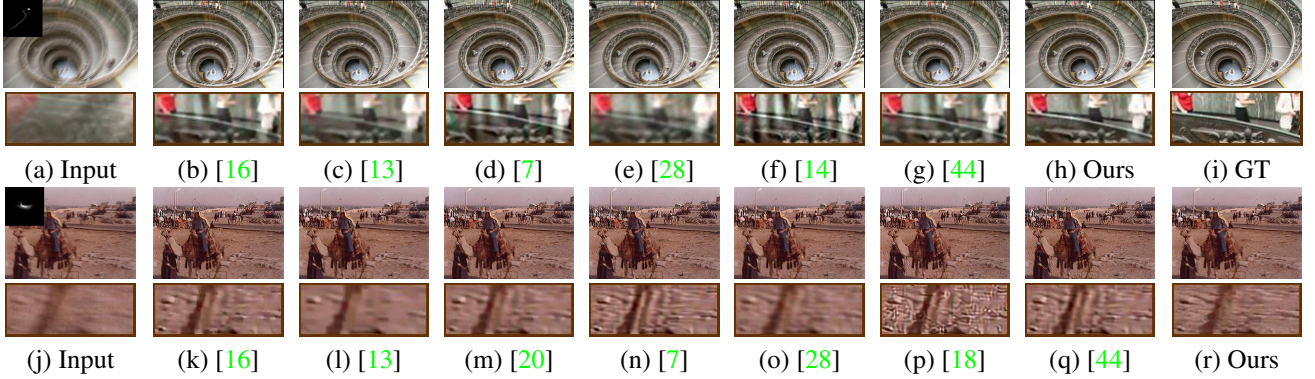 (a) Input (b) [16] (c) [13] (d) [7] (e) [28] (f) [14] (g) [44] (h) Ours (i) GT
(j) Input (k) [16] (l) [13] (m) [20] (n) [7] (o) [28] (p) [18] (q) [44] (r) Ours